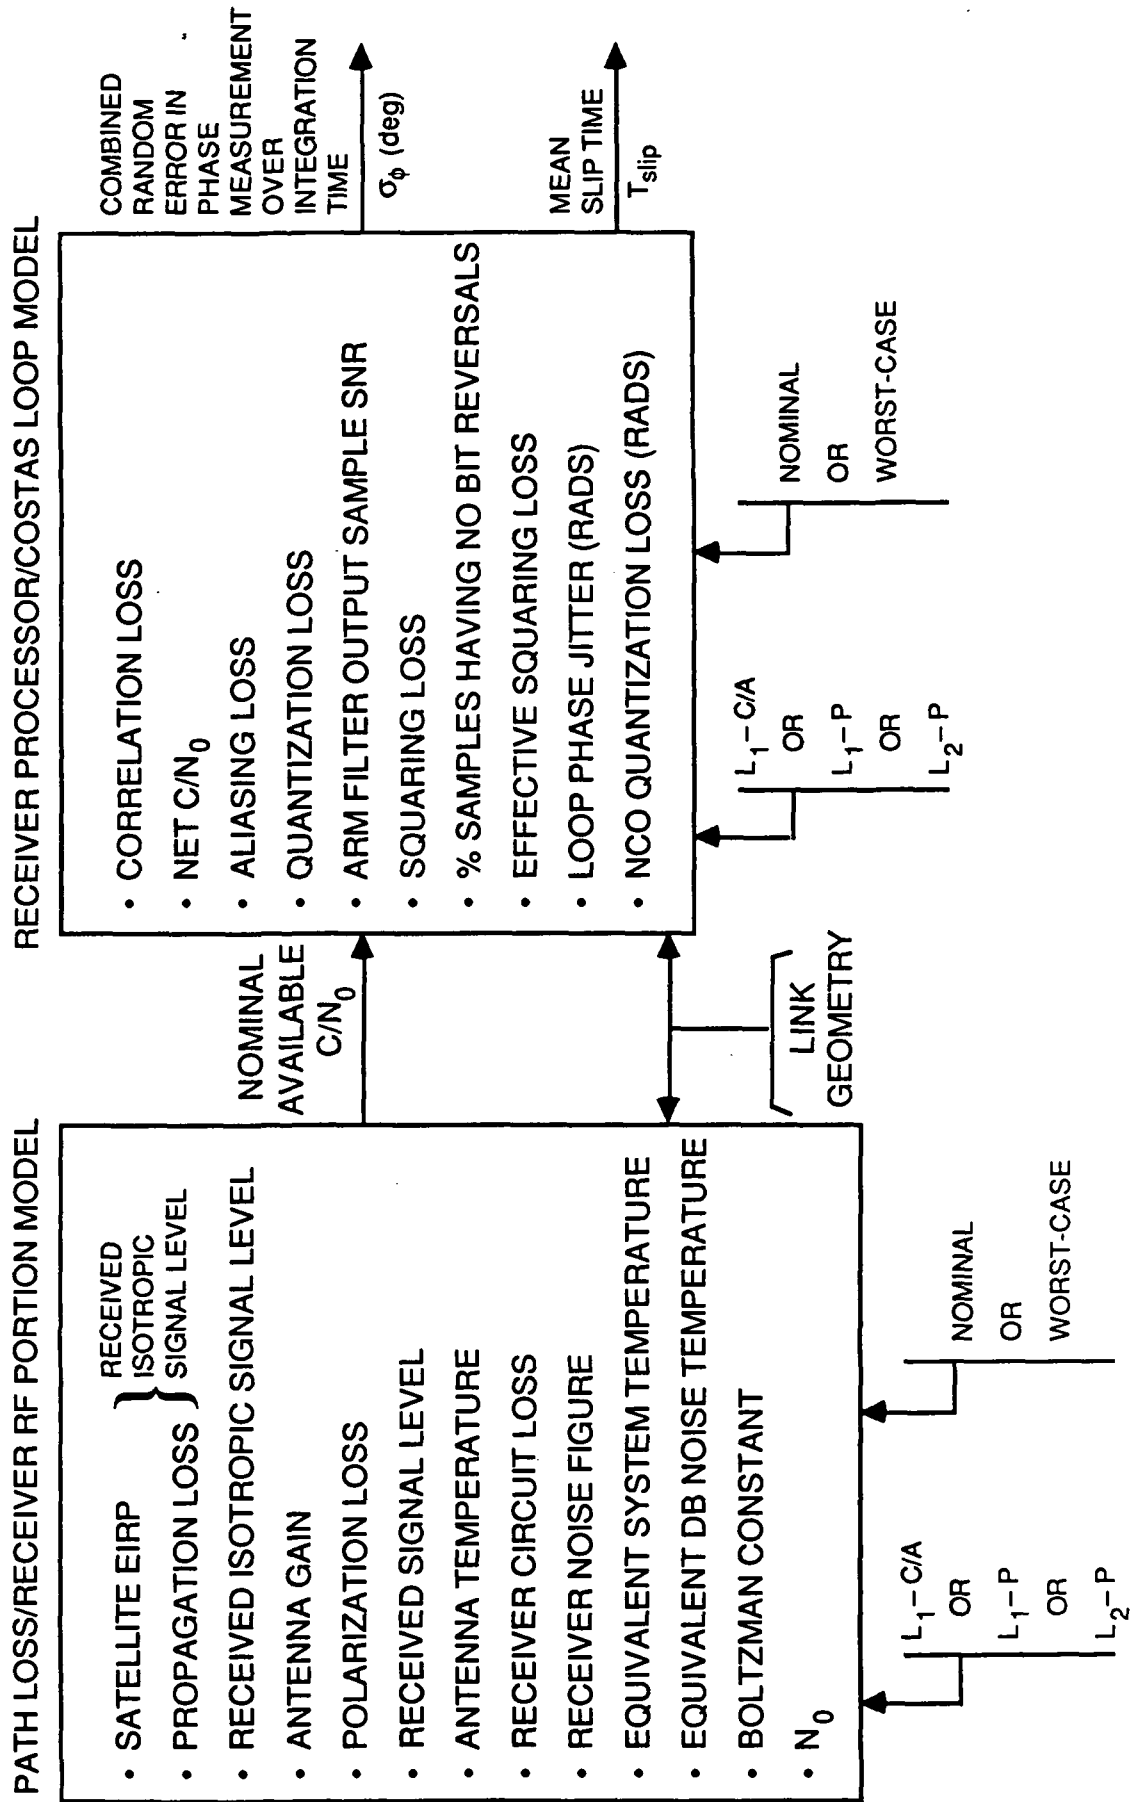 PATH LOSS/RECEIVER RF PORTION MODEL
• SATELLITE EIRP
• PROPAGATION LOSS
RECEIVED
ISOTROPIC
SIGNAL LEVEL
• RECEIVED ISOTROPIC SIGNAL LEVEL
• ANTENNA GAIN
• POLARIZATION LOSS
• RECEIVED SIGNAL LEVEL
• ANTENNA TEMPERATURE
• RECEIVER CIRCUIT LOSS
• RECEIVER NOISE FIGURE
• EQUIVALENT SYSTEM TEMPERATURE
• EQUIVALENT DB NOISE TEMPERATURE
• BOLTZMAN CONSTANT
• N₀
L₁– C/A
OR
L₁– P
OR
L₂– P
NOMINAL
OR
WORST-CASE
NOMINAL
AVAILABLE
C/N₀
LINK
GEOMETRY
RECEIVER PROCESSOR/COSTAS LOOP MODEL
• CORRELATION LOSS
• NET C/N₀
• ALIASING LOSS
• QUANTIZATION LOSS
• ARM FILTER OUTPUT SAMPLE SNR
• SQUARING LOSS
• % SAMPLES HAVING NO BIT REVERSALS
• EFFECTIVE SQUARING LOSS
• LOOP PHASE JITTER (RADS)
• NCO QUANTIZATION LOSS (RADS)
L₁– C/A
OR
L₁– P
OR
L₂– P
NOMINAL
OR
WORST-CASE
COMBINED
RANDOM
ERROR IN
PHASE
MEASUREMENT
OVER
INTEGRATION
TIME
σϕ (deg)
MEAN
SLIP TIME
Tslip